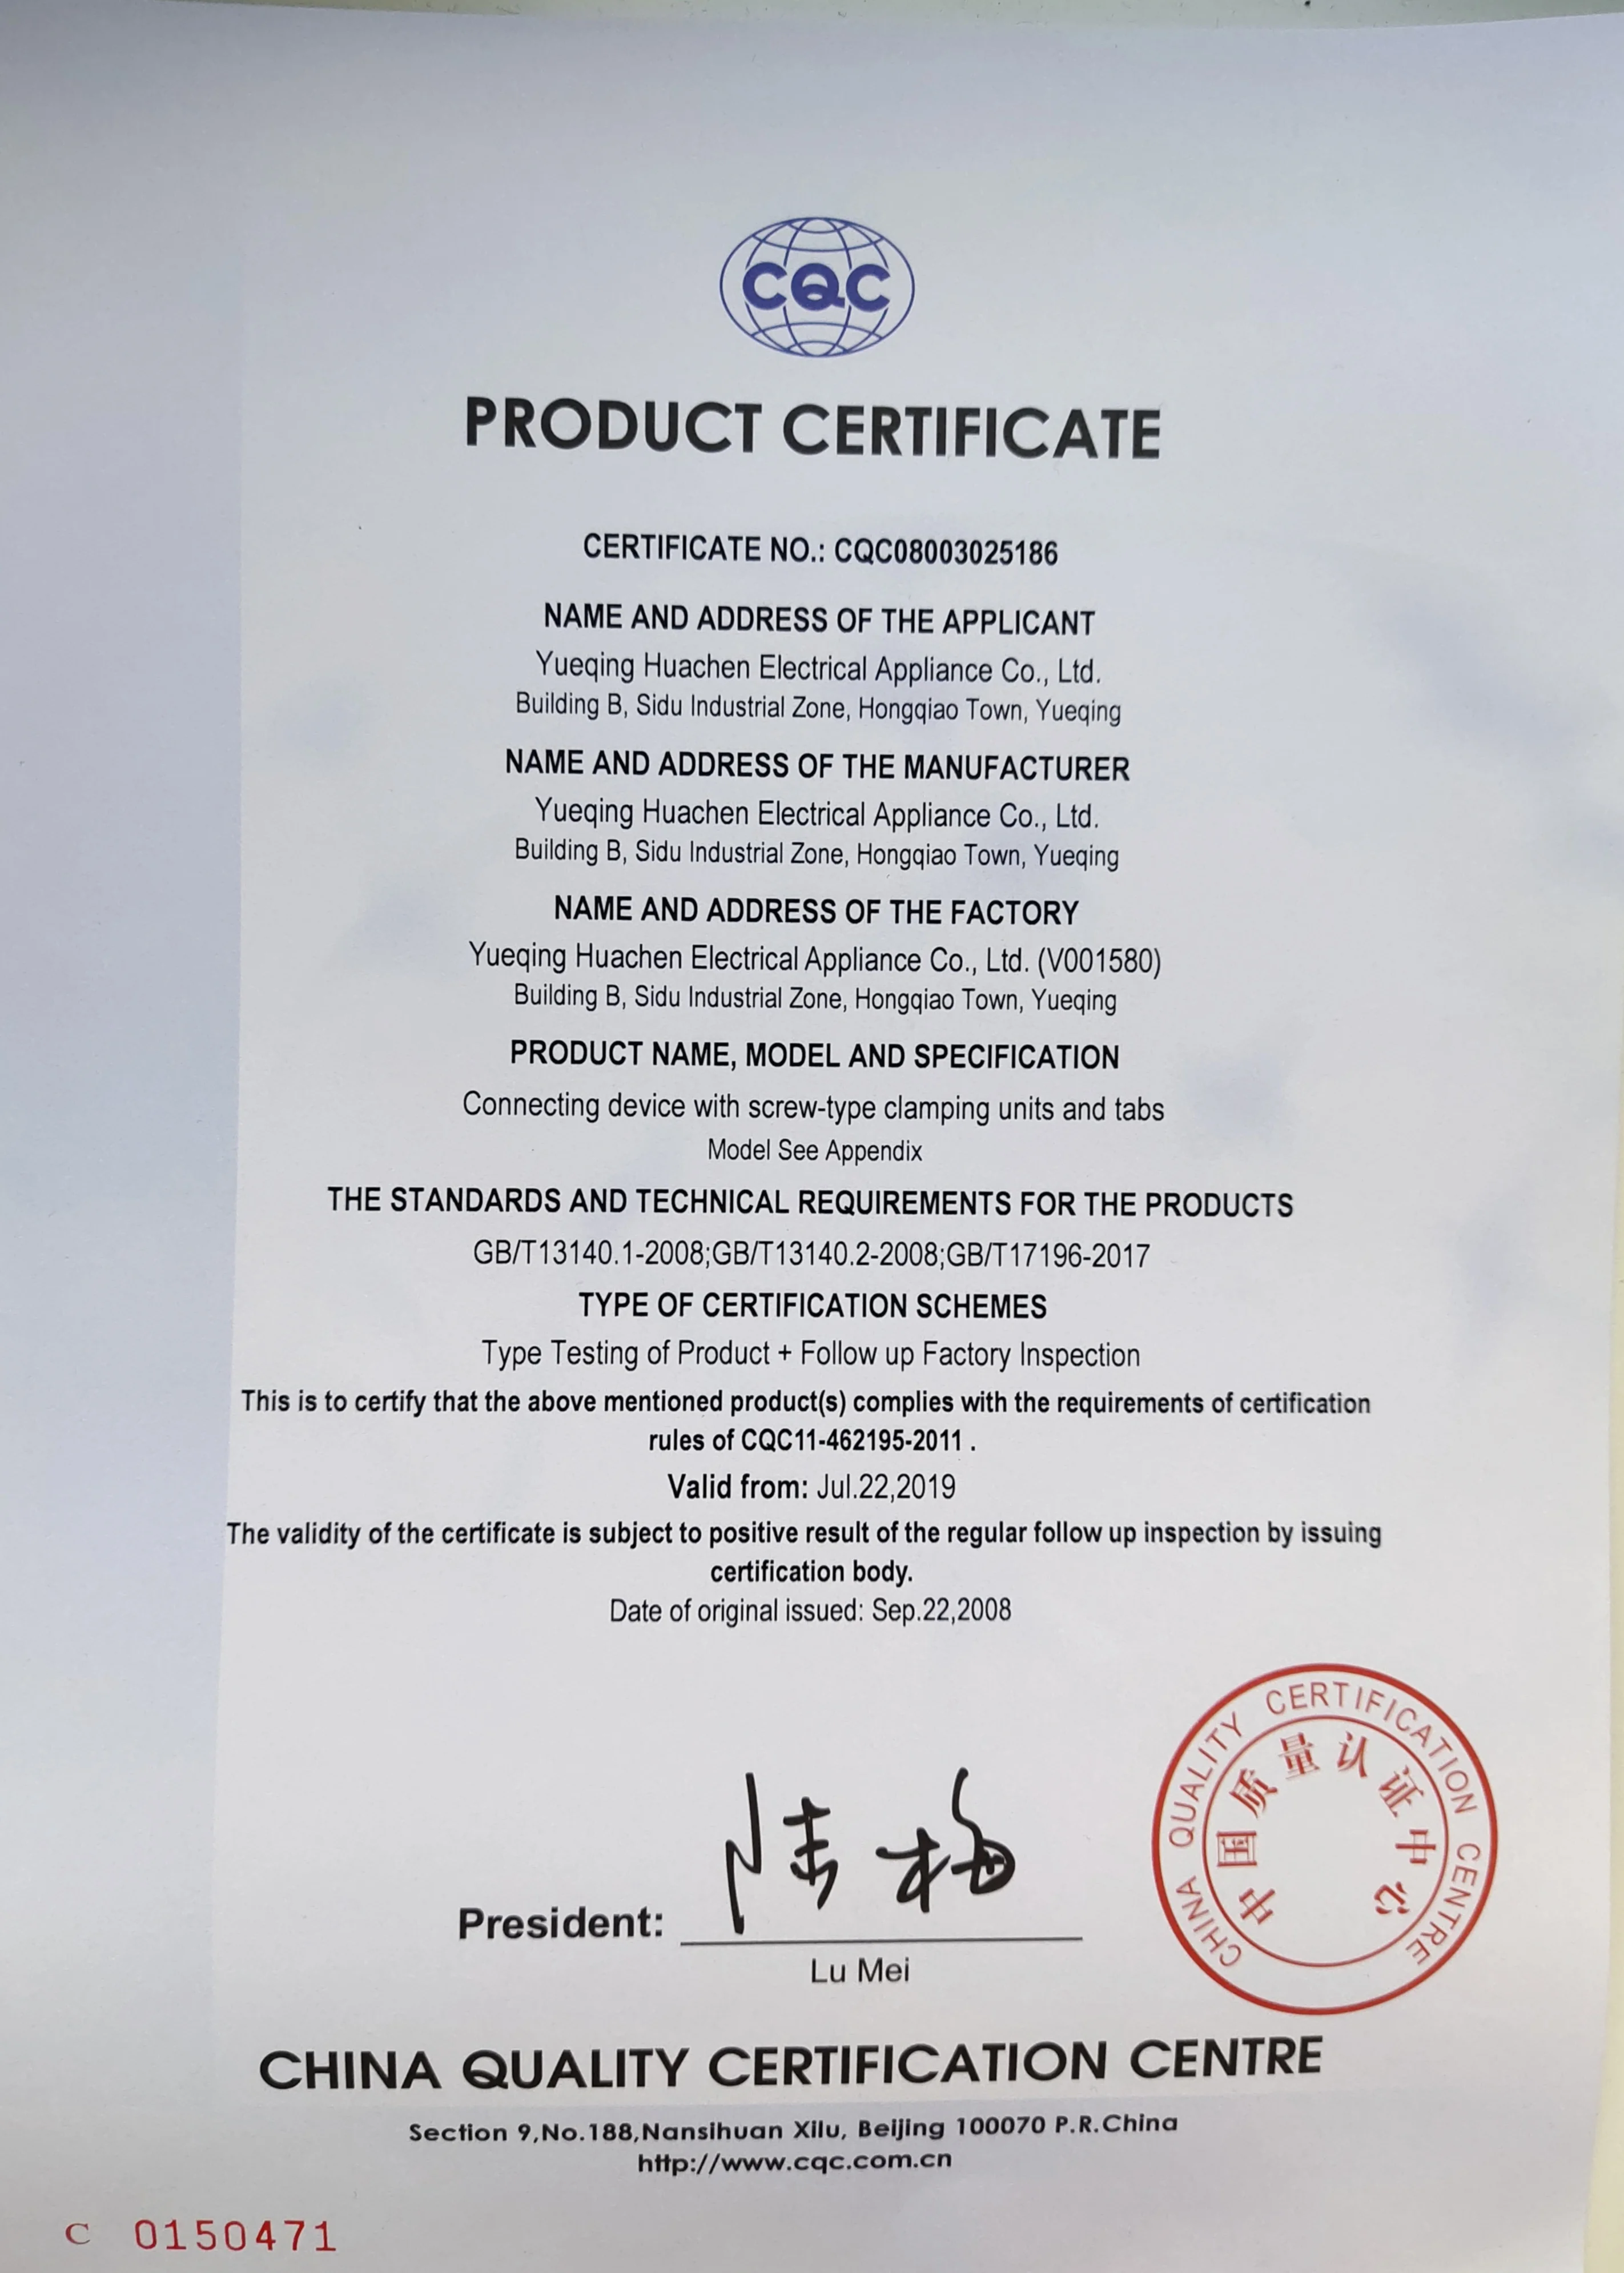 CQC
PRODUCT CERTIFICATE
CERTIFICATE NO.: CQC08003025186
NAME AND ADDRESS OF THE APPLICANT
Yueqing Huachen Electrical Appliance Co., Ltd.
Building B, Sidu Industrial Zone, Hongqiao Town, Yueqing
NAME AND ADDRESS OF THE MANUFACTURER
Yueqing Huachen Electrical Appliance Co., Ltd.
Building B, Sidu Industrial Zone, Hongqiao Town, Yueqing
NAME AND ADDRESS OF THE FACTORY
Yueqing Huachen Electrical Appliance Co., Ltd. (V001580)
Building B, Sidu Industrial Zone, Hongqiao Town, Yueqing
PRODUCT NAME, MODEL AND SPECIFICATION
Connecting device with screw-type clamping units and tabs
Model See Appendix
THE STANDARDS AND TECHNICAL REQUIREMENTS FOR THE PRODUCTS
GB/T13140.1-2008;GB/T13140.2-2008;GB/T17196-2017
TYPE OF CERTIFICATION SCHEMES
Type Testing of Product + Follow up Factory Inspection
This is to certify that the above mentioned product(s) complies with the requirements of certification
rules of CQC11-462195-2011 .
Valid from: Jul.22,2019
The validity of the certificate is subject to positive result of the regular follow up inspection by issuing
certification body.
Date of original issued: Sep.22,2008
CHINA QUALITY CERTIFICATION CENTRE
中国质量认证中心
陆梅
President:
Lu Mei
CHINA QUALITY CERTIFICATION CENTRE
Section 9,No.188,Nansihuan Xilu, Beijing 100070 P.R.China
http://www.cqc.com.cn
C 0150471